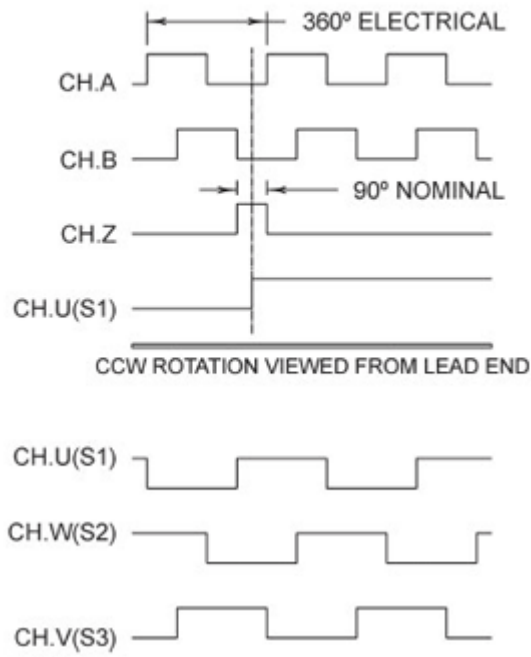 360º ELECTRICAL
CH.A
CH.B
90º NOMINAL
CH.Z
CH.U(S1)
CCW ROTATION VIEWED FROM LEAD END
CH.U(S1)
CH.W(S2)
CH.V(S3)